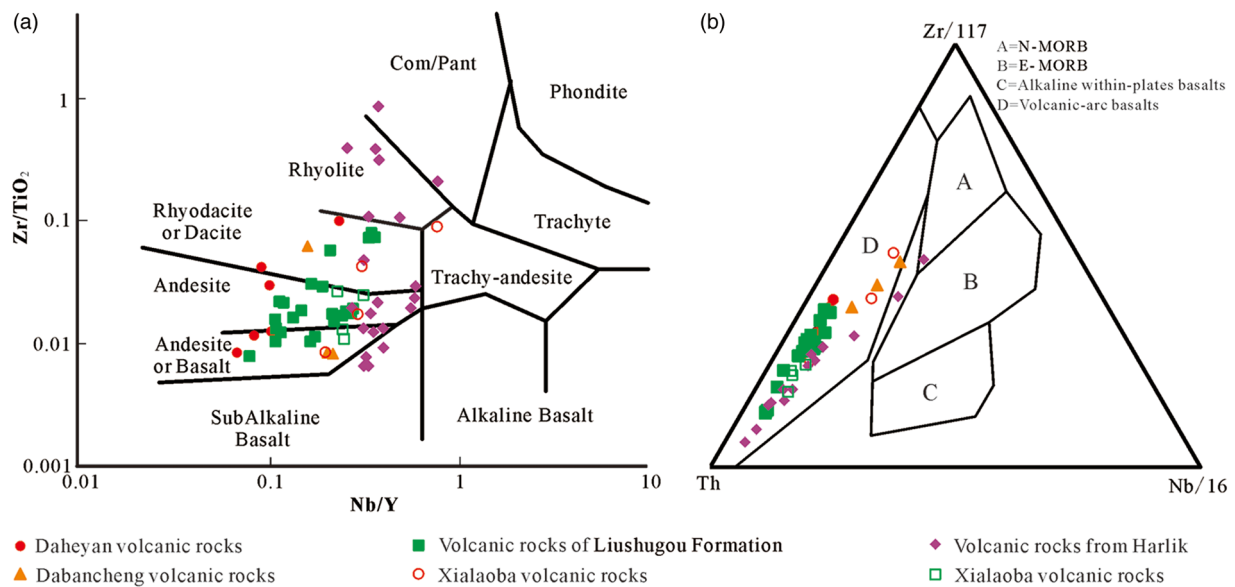 (a)
Zr/TiO₂
1
0.1
0.01
0.001
0.01
0.1
1
10
Nb/Y
Com/Pant
Phondite
Rhyolite
Rhyodacite
or Dacite
Trachyte
Andesite
Trachy-andesite
Andesite
or Basalt
SubAlkaline
Basalt
Alkaline Basalt
(b)
Zr/117
A=N-MORB
B=E-MORB
C=Alkaline within-plates basalts
D=Volcanic-arc basalts
A
D
B
C
Th
Nb/16
Daheyan volcanic rocks
Volcanic rocks of Liushugou Formation
Volcanic rocks from Harlik
Dabancheng volcanic rocks
Xialaoba volcanic rocks
Xialaoba volcanic rocks